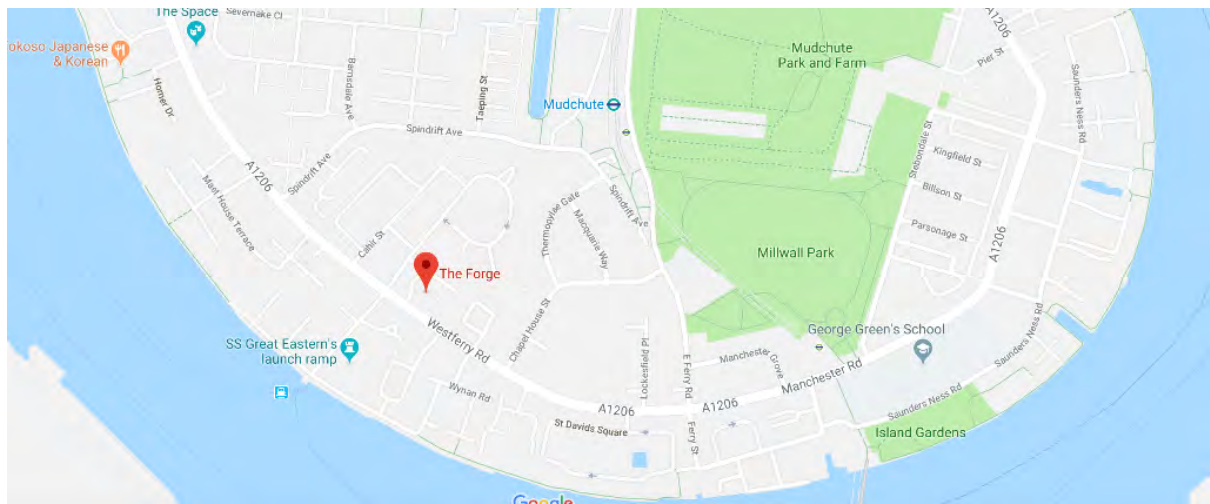 The Space
Severnake Cl
okoso Japanese
& Korean
Homer Dr
Barnsdale Ave
Taeping St
Mudchute
Mudchute
Park and Farm
A1206
Piet St
Saunders Ness Rd
Spindrift Ave
A1206
Spindrift Ave
Mast House Terrace
Cahir St
Thermopylae Gate
Macquarie Way
Spindrift Ave
Stebondale St
Kingfield St
Billson St
Parsonage St
A1206
Millwall Park
The Forge
Westferry Rd
Chapel House St
SS Great Eastern's
launch ramp
Wynan Rd
Lockesfield Pl
E Ferry Rd
Manchester Grove
George Green's School
Manchester Rd
Saunders Ness Rd
Saunders Ness Rd
A1206
A1206
St Davids Square
Ferry St
Island Gardens
Google